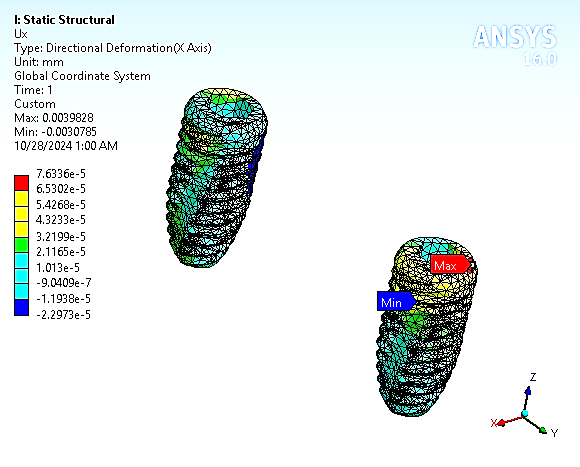 I: Static Structural
Ux
Type: Directional Deformation(X Axis)
Unit: mm
Global Coordinate System
Time: 1
Custom
Max: 0.0039828
Min: -0.0030785
10/28/2024 1:00 AM
ANSYS
16.0
7.6336e-5
6.5302e-5
5.4268e-5
4.3233e-5
3.2199e-5
2.1165e-5
1.013e-5
-9.0409e-7
-1.1938e-5
-2.2973e-5
Max
Min
Z
X
Y